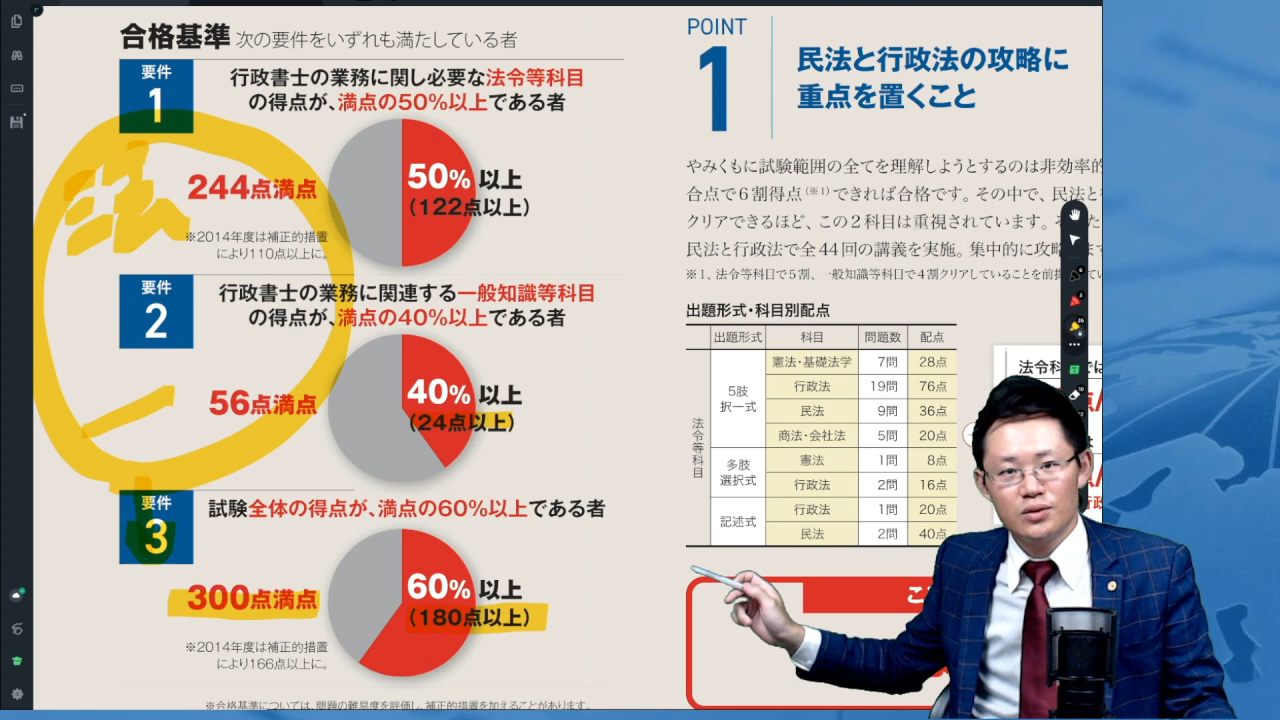 合格基準 次の要件をいずれも満たしている者
要件
1
行政書士の業務に関し必要な法令等科目
の得点が、満点の50%以上である者
法
244点満点
50% 以上
(122点以上)
※2014年度は補正的措置
により110点以上に。
要件
2
行政書士の業務に関連する一般知識等科目
の得点が、満点の40%以上である者
一
56点満点
40% 以上
(24点以上)
要件
3
試験全体の得点が、満点の60%以上である者
300点満点
60% 以上
(180点以上)
※2014年度は補正的措置
により166点以上に。
※合格基準については、問題の難易度を評価し、補正的措置を加えることがあります。
POINT
1
民法と行政法の攻略に
重点を置くこと
やみくもに試験範囲の全てを理解しようとするのは非効率的
合点で6割得点(※1)できれば合格です。その中で、民法と
クリアできるほど、この2科目は重視されています。
民法と行政法で全44回の講義を実施。集中的に攻略
※1、法令等科目で5割、一般知識等科目で4割クリアしていることを前提
出題形式・科目別配点
出題形式 科目 問題数 配点
法令等科目
5肢
択一式
憲法・基礎法学 7問 28点
行政法 19問 76点
民法 9問 36点
商法・会社法 5問 20点
多肢
選択式
憲法 1問 8点
行政法 2問 16点
記述式
行政法 1問 20点
民法 2問 40点
法令科